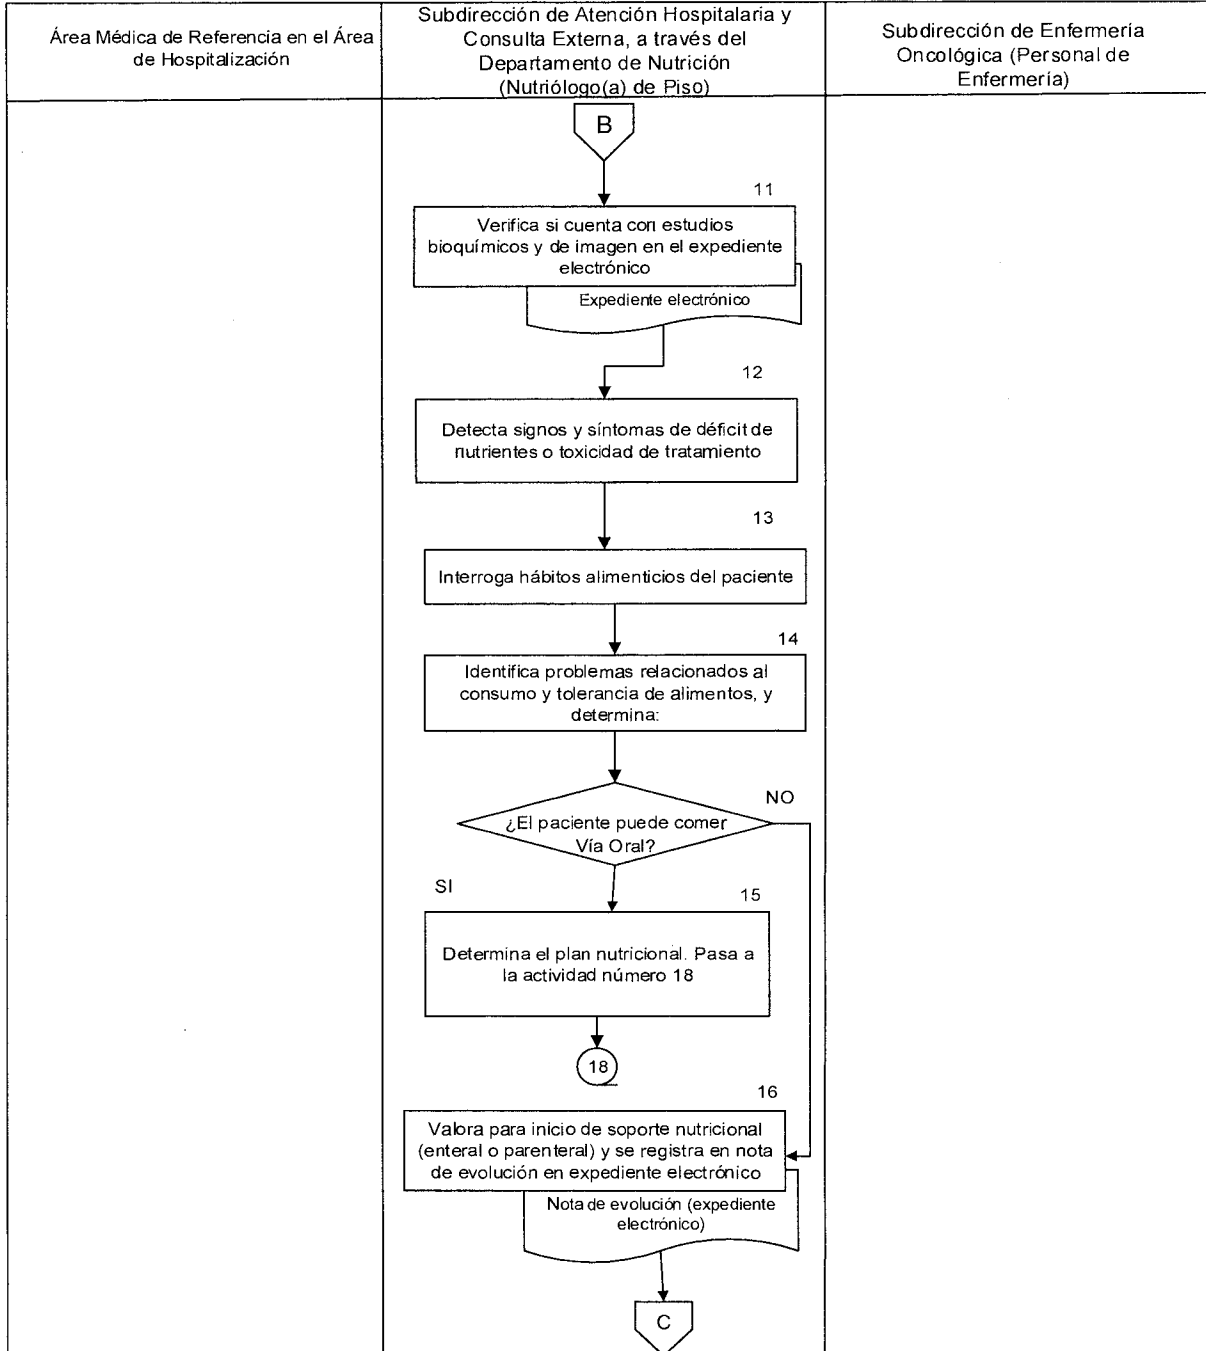 Área Médica de Referencia en el Área
de Hospitalización
Subdirección de Atención Hospitalaria y
Consulta Externa, a través del
Departamento de Nutrición
(Nutriólogo(a) de Piso)
Subdirección de Enfermería
Oncológica (Personal de
Enfermería)
B
11
Verifica si cuenta con estudios
bioquímicos y de imagen en el expediente
electrónico
Expediente electrónico
12
Detecta signos y síntomas de déficit de
nutrientes o toxicidad de tratamiento
13
Interroga hábitos alimenticios del paciente
14
Identifica problemas relacionados al
consumo y tolerancia de alimentos, y
determina:
NO
¿El paciente puede comer
Vía Oral?
SI
15
Determina el plan nutricional. Pasa a
la actividad número 18
18
16
Valora para inicio de soporte nutricional
(enteral o parenteral) y se registra en nota
de evolución en expediente electrónico
Nota de evolución (expediente
electrónico)
C